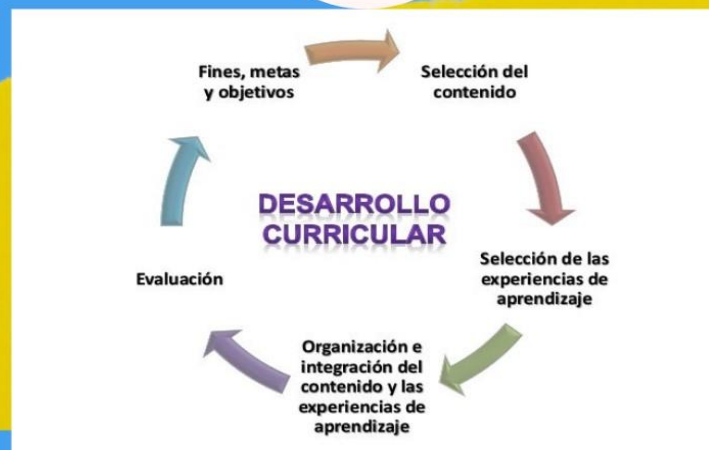 Fines, metas
y objetivos
Selección del
contenido
DESARROLLO
CURRICULAR
Selección de las
experiencias de
aprendizaje
Evaluación
Organización e
integración del
contenido y las
experiencias de
aprendizaje